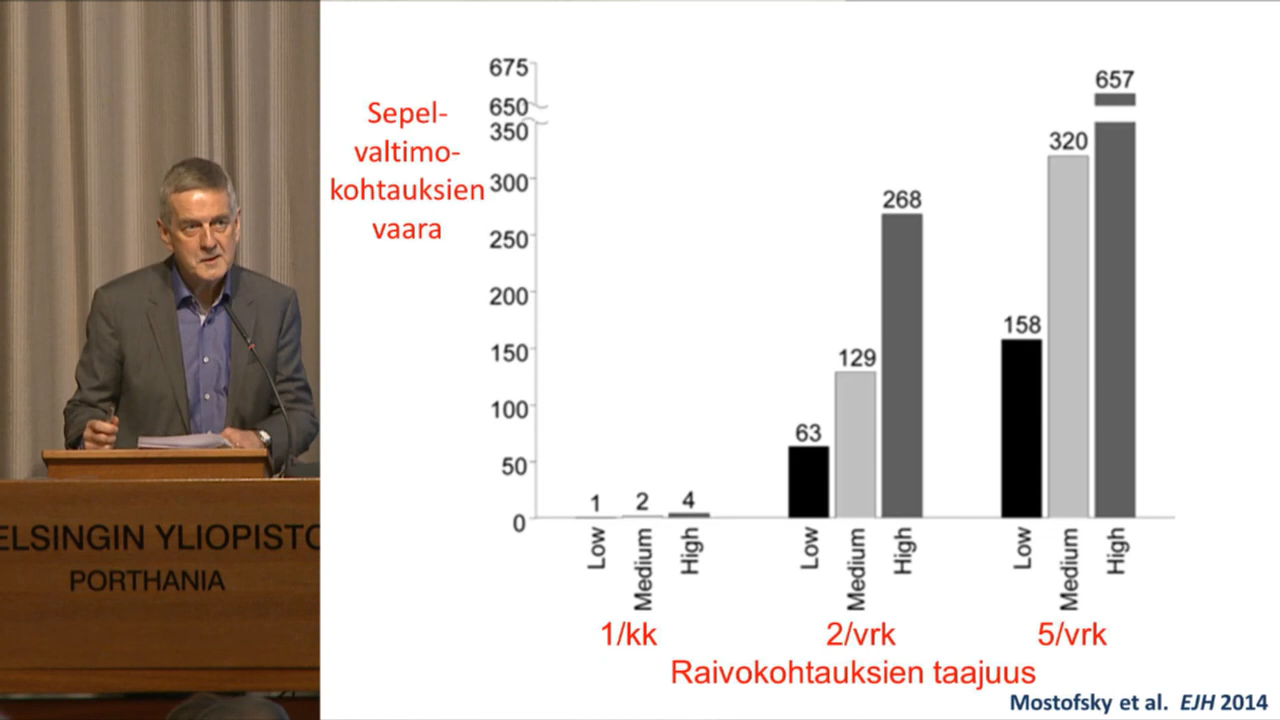 ELSINGIN YLIOPISTO
PORTHANIA
Sepel-
valtimo-
kohtauksien
vaara
675
650
350
300
250
200
150
100
50
0
1
2
4
63
129
268
158
320
657
Low
Medium
High
Low
Medium
High
Low
Medium
High
1/kk
2/vrk
5/vrk
Raivokohtauksien taajuus
Mostofsky et al. EJH 2014